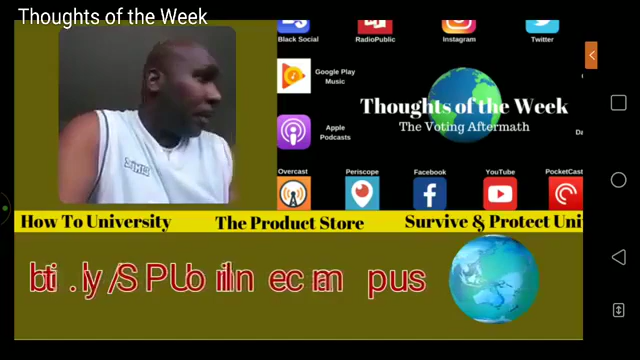 Thoughts of the Week
Black Social
RadioPublic
Instagram
Twitter
Google Play
Music
Thoughts of the Week
The Voting Aftermath
Apple
Podcasts
Overcast
Periscope
Facebook
YouTube
PocketCast
How To University
The Product Store
Survive & Protect Uni